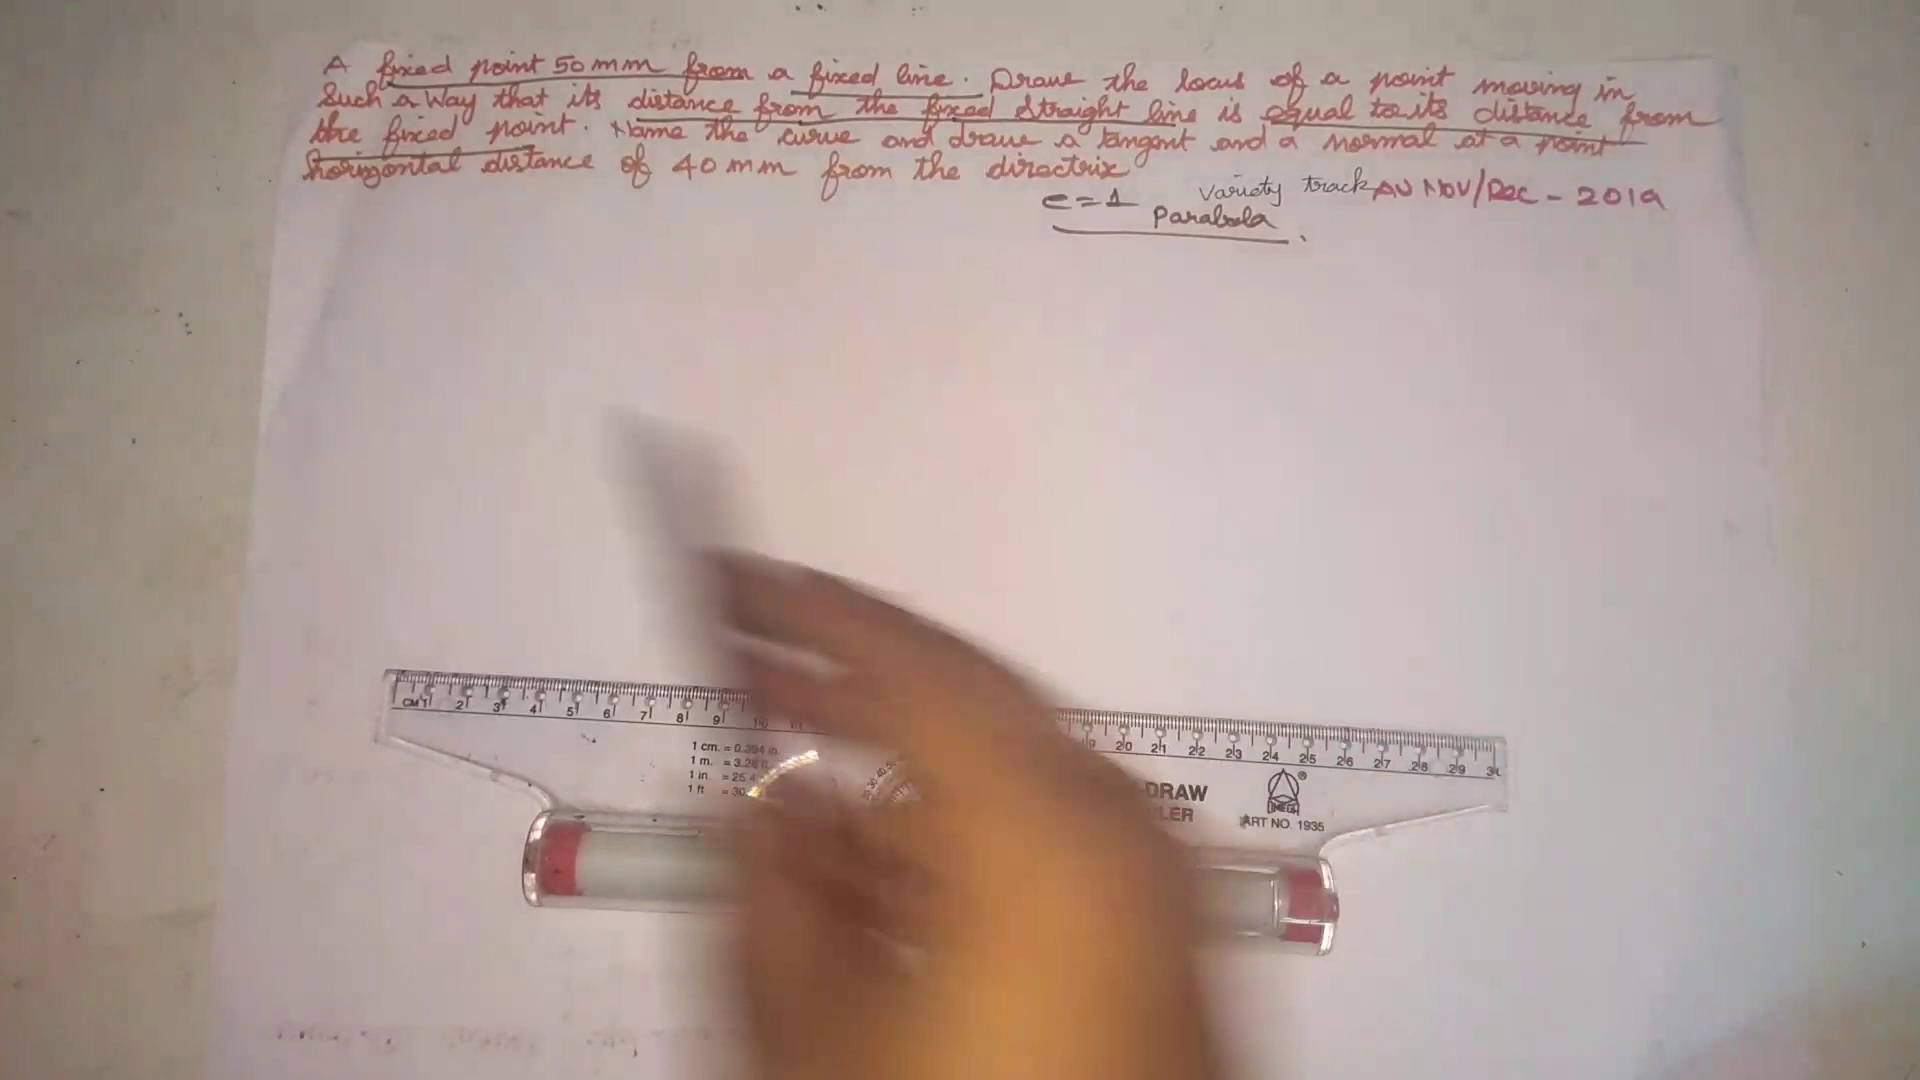 A fixed point 50 mm from a fixed line. Draw the locus of a point moving in
Such a Way that its distance from the fixed Straight line is equal to its distance from
the fixed point. Name the curve and draw a tangent and a normal at a point
horizontal distance of 40 mm from the directrix
e=1 Variety track AU NOV/Dec - 2019
Parabola
CM 1 2 3 4 5 6 7 8 9 10 20 21 22 23 24 25 26 27 28 29
1 cm. = 0.394 in.
1 m. = 3.28
1 in = 25.4
1 ft = 30
DRAW
OMEGA
ART NO. 1935